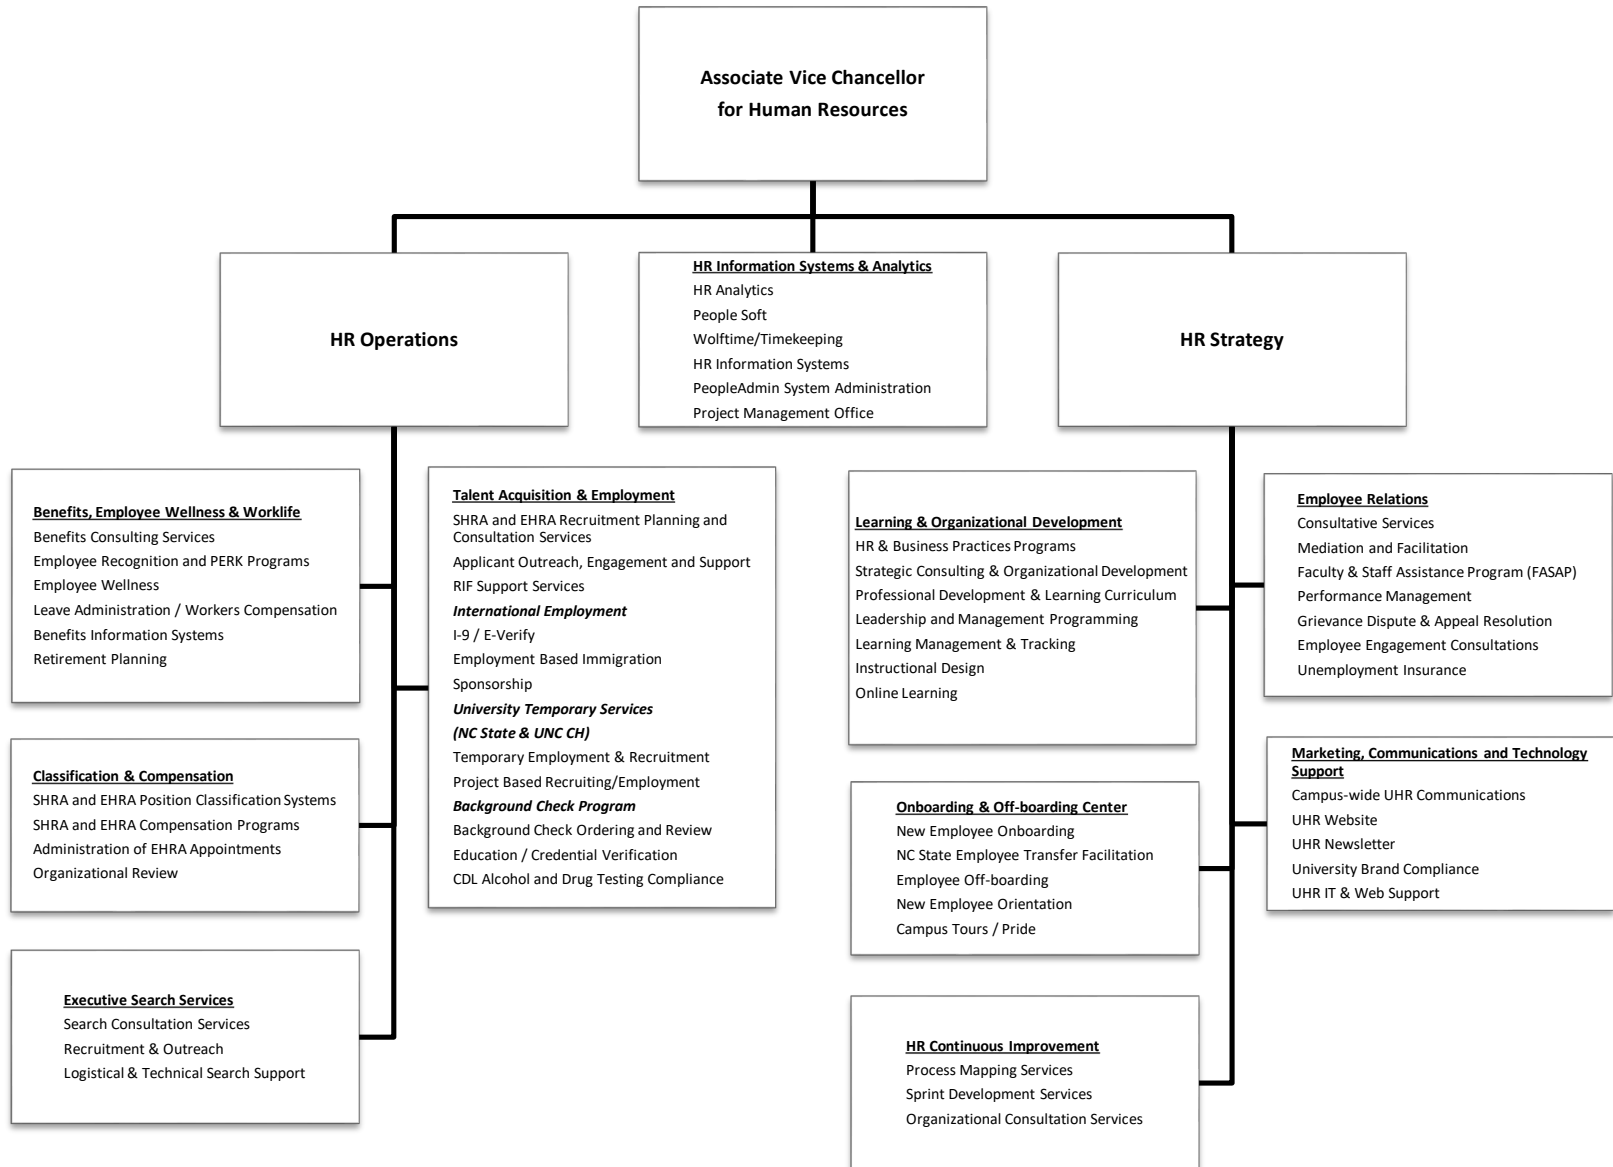 Associate Vice Chancellor
for Human Resources
HR Operations
HR Information Systems & Analytics
HR Analytics
People Soft
Wolftime/Timekeeping
HR Information Systems
PeopleAdmin System Administration
Project Management Office
HR Strategy
Benefits, Employee Wellness & Worklife
Benefits Consulting Services
Employee Recognition and PERK Programs
Employee Wellness
Leave Administration / Workers Compensation
Benefits Information Systems
Retirement Planning
Talent Acquisition & Employment
SHRA and EHRA Recruitment Planning and
Consultation Services
Applicant Outreach, Engagement and Support
RIF Support Services
International Employment
I-9 / E-Verify
Employment Based Immigration
Sponsorship
University Temporary Services
(NC State & UNC CH)
Temporary Employment & Recruitment
Project Based Recruiting/Employment
Background Check Program
Background Check Ordering and Review
Education / Credential Verification
CDL Alcohol and Drug Testing Compliance
Learning & Organizational Development
HR & Business Practices Programs
Strategic Consulting & Organizational Development
Professional Development & Learning Curriculum
Leadership and Management Programming
Learning Management & Tracking
Instructional Design
Online Learning
Employee Relations
Consultative Services
Mediation and Facilitation
Faculty & Staff Assistance Program (FASAP)
Performance Management
Grievance Dispute & Appeal Resolution
Employee Engagement Consultations
Unemployment Insurance
Classification & Compensation
SHRA and EHRA Position Classification Systems
SHRA and EHRA Compensation Programs
Administration of EHRA Appointments
Organizational Review
Onboarding & Off-boarding Center
New Employee Onboarding
NC State Employee Transfer Facilitation
Employee Off-boarding
New Employee Orientation
Campus Tours / Pride
Marketing, Communications and Technology
Support
Campus-wide UHR Communications
UHR Website
UHR Newsletter
University Brand Compliance
UHR IT & Web Support
Executive Search Services
Search Consultation Services
Recruitment & Outreach
Logistical & Technical Search Support
HR Continuous Improvement
Process Mapping Services
Sprint Development Services
Organizational Consultation Services